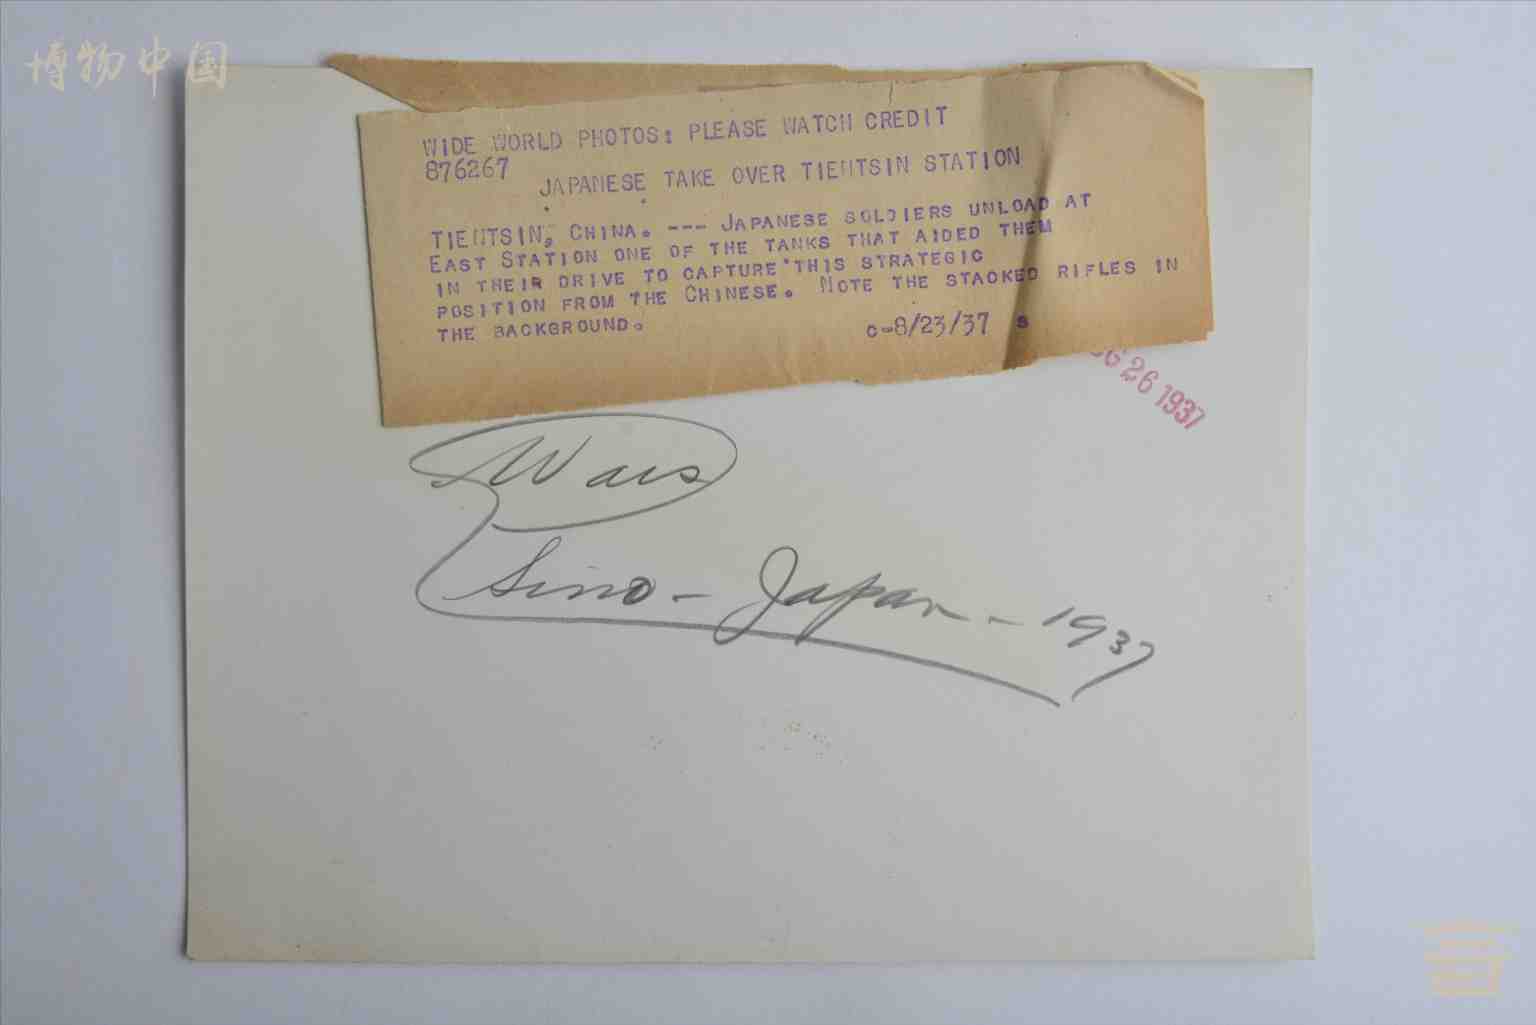 博物中国
WIDE WORLD PHOTOS: PLEASE WATCH CREDIT
876267
JAPANESE TAKE OVER TIENTSIN STATION
TIENTSIN, CHINA. --- JAPANESE SOLDIERS UNLOAD AT
EAST STATION ONE OF THE TANKS THAT AIDED THEM
IN THEIR DRIVE TO CAPTURE THIS STRATEGIC
POSITION FROM THE CHINESE. NOTE THE STACKED RIFLES IN
THE BACKGROUND.
c-8/23/37 s
26 1937
Wars
Sino - Japan - 1937